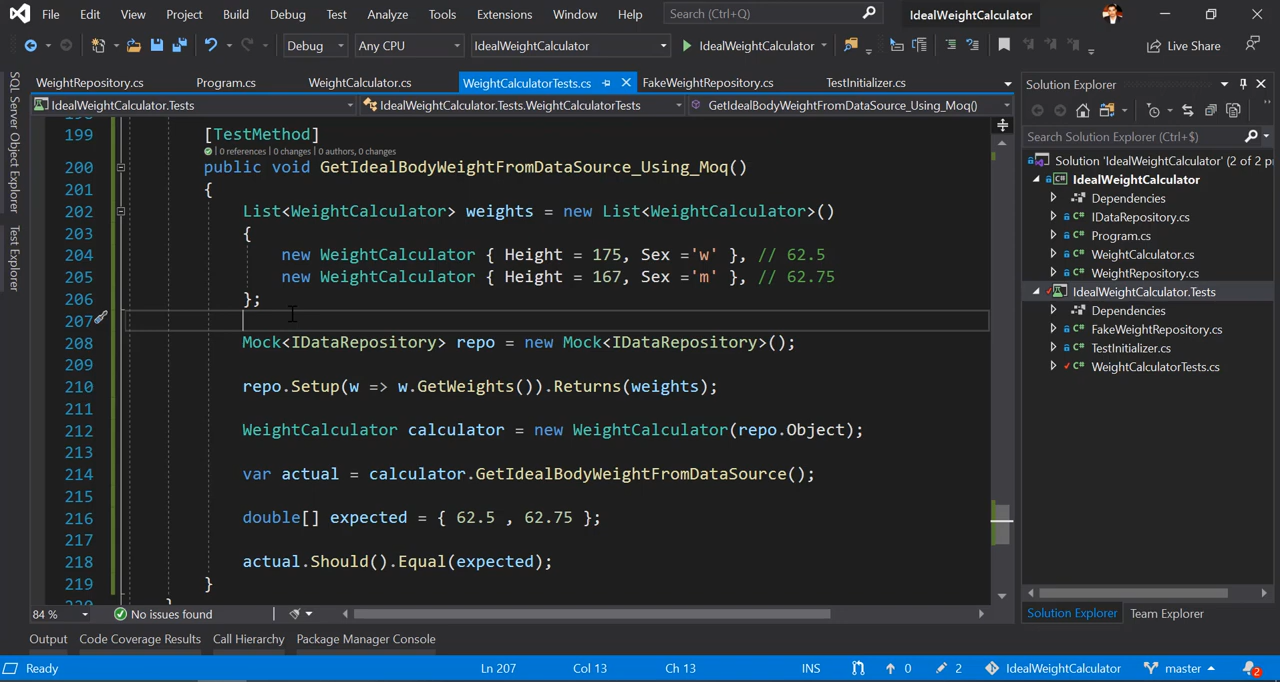 File Edit View Project Build Debug Test Analyze Tools Extensions Window Help Search (Ctrl+Q) IdealWeightCalculator
Debug Any CPU IdealWeightCalculator IdealWeightCalculator Live Share
WeightRepository.cs Program.cs WeightCalculator.cs WeightCalculatorTests.cs FakeWeightRepository.cs TestInitializer.cs
IdealWeightCalculator.Tests IdealWeightCalculator.Tests.WeightCalculatorTests GetIdealBodyWeightFromDataSource_Using_Moq()
SQL Server Object Explorer
Test Explorer
199 [TestMethod]
0 references | 0 changes | 0 authors, 0 changes
200 public void GetIdealBodyWeightFromDataSource_Using_Moq()
201 {
202 List<WeightCalculator> weights = new List<WeightCalculator>()
203 {
204 new WeightCalculator { Height = 175, Sex ='w' }, // 62.5
205 new WeightCalculator { Height = 167, Sex ='m' }, // 62.75
206 };
207
208 Mock<IDataRepository> repo = new Mock<IDataRepository>();
209
210 repo.Setup(w => w.GetWeights()).Returns(weights);
211
212 WeightCalculator calculator = new WeightCalculator(repo.Object);
213
214 var actual = calculator.GetIdealBodyWeightFromDataSource();
215
216 double[] expected = { 62.5 , 62.75 };
217
218 actual.Should().Equal(expected);
219 }
Solution Explorer
Search Solution Explorer (Ctrl+$)
Solution 'IdealWeightCalculator' (2 of 2 p
IdealWeightCalculator
Dependencies
IDataRepository.cs
Program.cs
WeightCalculator.cs
WeightRepository.cs
IdealWeightCalculator.Tests
Dependencies
FakeWeightRepository.cs
TestInitializer.cs
WeightCalculatorTests.cs
Solution Explorer Team Explorer
84 % No issues found
Output Code Coverage Results Call Hierarchy Package Manager Console
Ready Ln 207 Col 13 Ch 13 INS 0 2 IdealWeightCalculator master 2